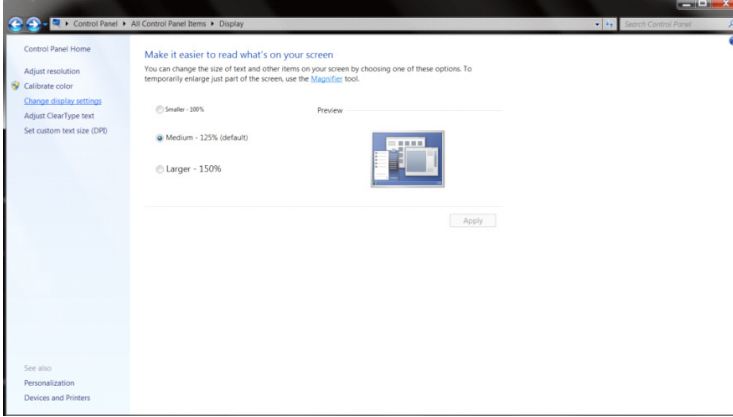 Control Panel ▸ All Control Panel Items ▸ Display
Search Control Panel
Control Panel Home
Adjust resolution
Calibrate color
Change display settings
Adjust ClearType text
Set custom text size (DPI)
Make it easier to read what's on your screen
You can change the size of text and other items on your screen by choosing one of these options. To
temporarily enlarge just part of the screen, use the Magnifier tool.
Smaller - 100%
Preview
Medium - 125% (default)
Larger - 150%
Apply
See also
Personalization
Devices and Printers